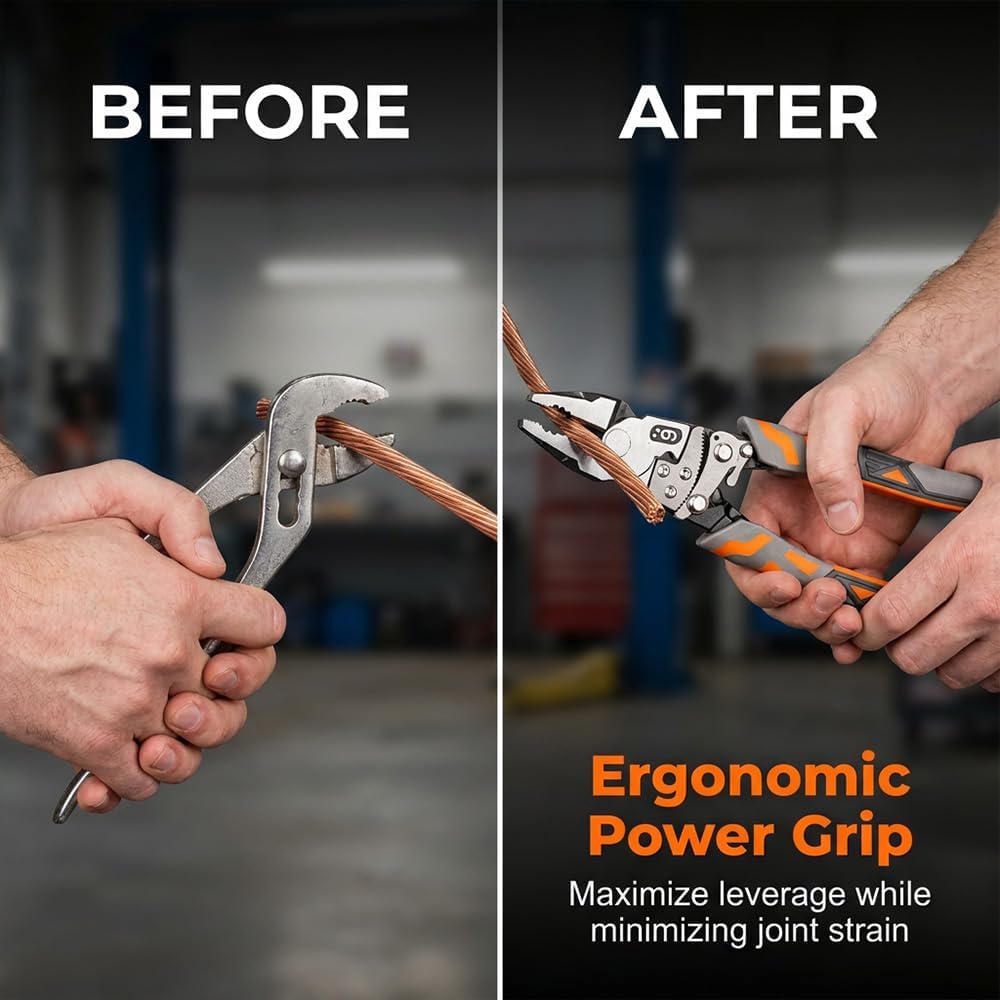 BEFORE
AFTER
Ergonomic
Power Grip
Maximize leverage while
minimizing joint strain